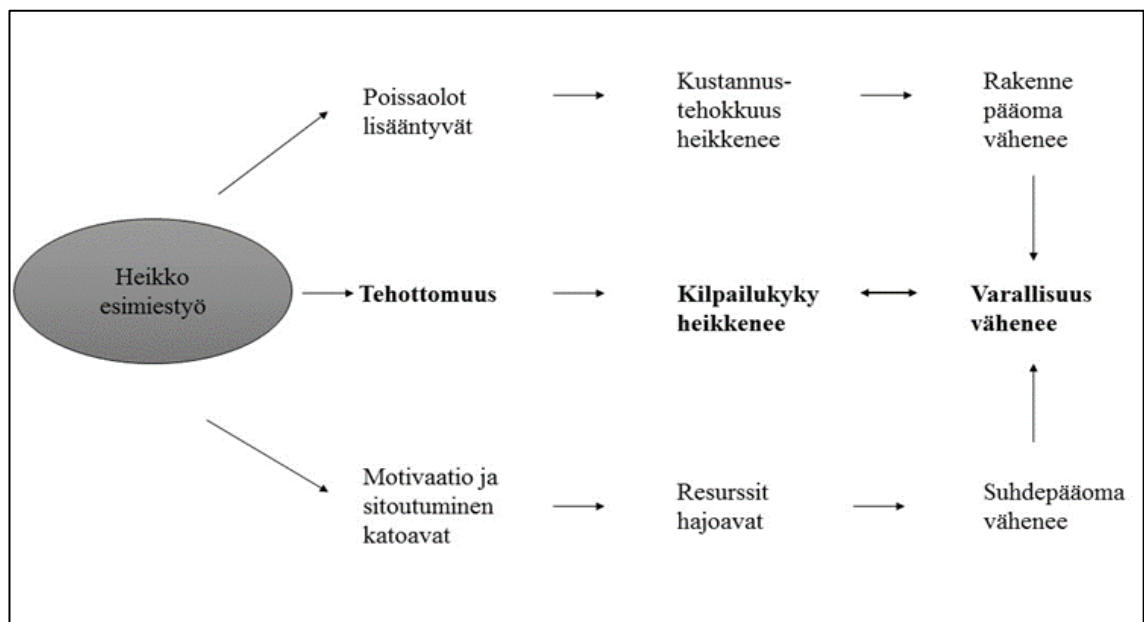 Poissaolot
lisääntyvät
Kustannus-
tehokkuus
heikkenee
Rakenne
pääoma
vähenee
Heikko
esimiestyö
Tehottomuus
Kilpailukyky
heikkenee
Varallisuus
vähenee
Motivaatio ja
sitoutuminen
katoavat
Resurssit
hajoavat
Suhdepääoma
vähenee